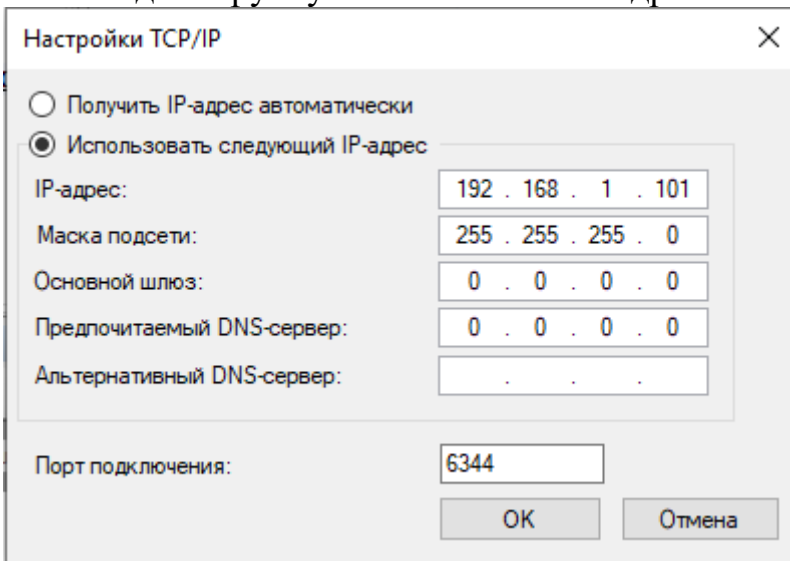 Настройки TCP/IP
Получить IP-адрес автоматически
Использовать следующий IP-адрес
IP-адрес: 192 . 168 . 1 . 101
Маска подсети: 255 . 255 . 255 . 0
Основной шлюз: 0 . 0 . 0 . 0
Предпочитаемый DNS-сервер: 0 . 0 . 0 . 0
Альтернативный DNS-сервер: . . .
Порт подключения: 6344
OK Отмена